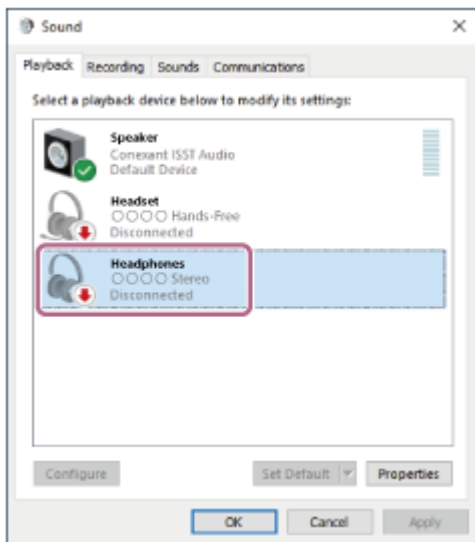 Sound
Playback Recording Sounds Communications
Select a playback device below to modify its settings:
Speaker
Conexant ISST Audio
Default Device
Headset
○○○○ Hands-Free
Disconnected
Headphones
○○○○ Stereo
Disconnected
Configure Set Default Properties
OK Cancel Apply